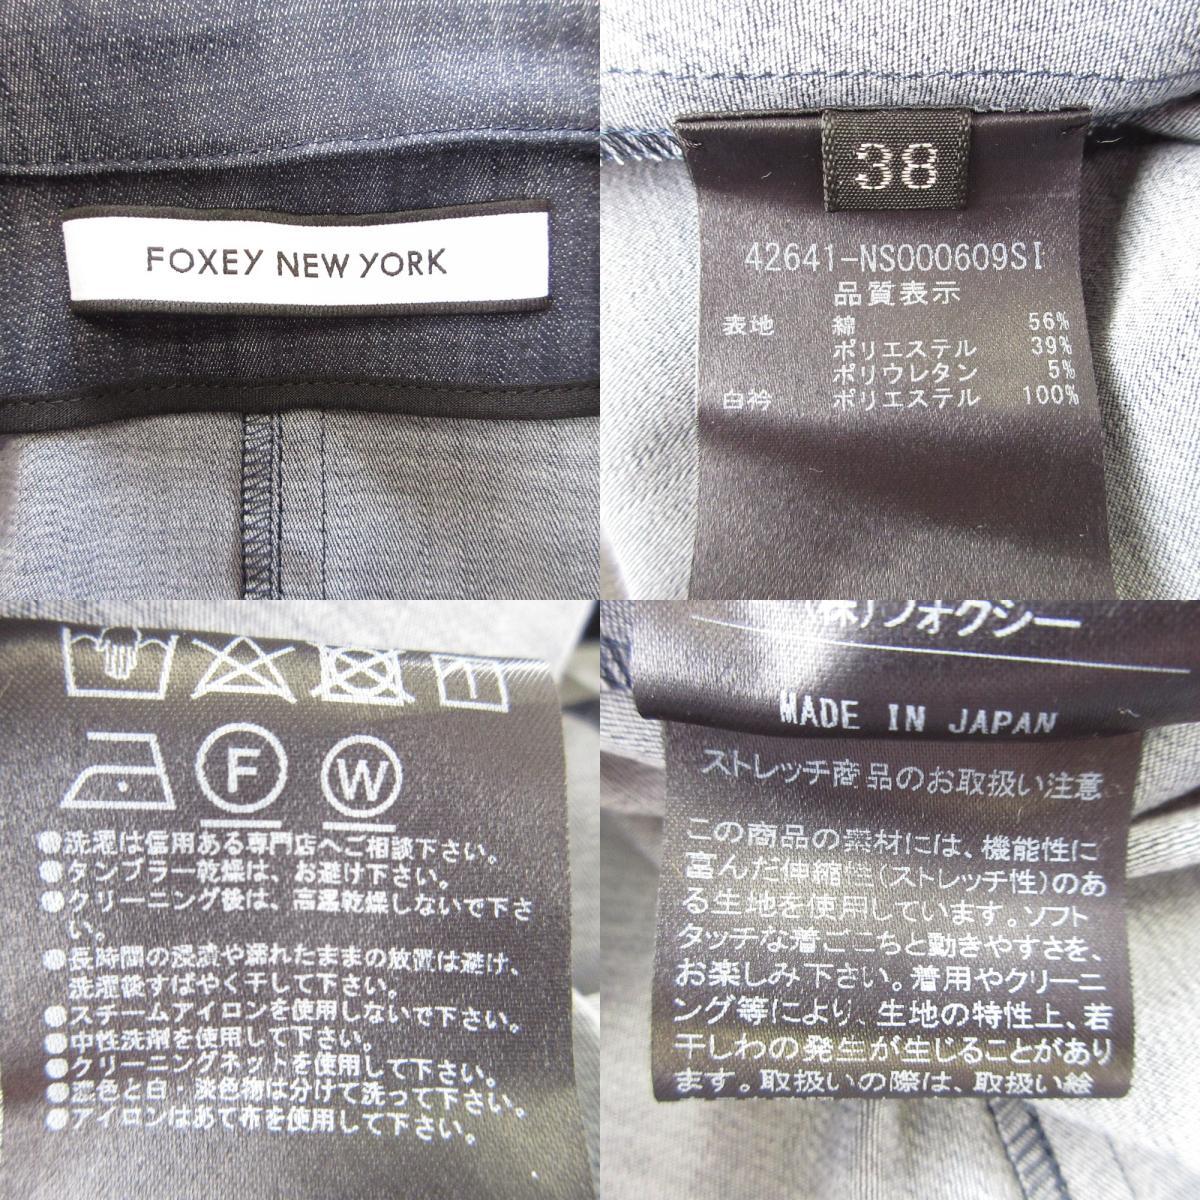 FOXEY NEW YORK
38
42641-NS000609SI
品質表示
表地 綿 56%
ポリエステル 39%
ポリウレタン 5%
白衿 ポリエステル 100%
F W
●洗濯は信用ある専門店へご相談下さい。
●タンブラー乾燥は、お避け下さい。
●クリーニング後は、高温乾燥しないで下さ
い。
●長時間の浸漬や濡れたままの放置は避け、
洗濯後すばやく干して下さい。
●スチームアイロンを使用しないで下さい。
●中性洗剤を使用して下さい。
●クリーニングネットを使用して下さい。
●濃色と白・淡色物は分けて洗って下さい。
●アイロンはあて布を使用して下さい。
(株)フォクシー
MADE IN JAPAN
ストレッチ商品のお取扱い注意
この商品の素材には、機能性に
富んだ伸縮性(ストレッチ性)のあ
る生地を使用しています。ソフト
タッチな着ごこちと動きやすさを、
お楽しみ下さい。着用やクリーニ
ング等により、生地の特性上、若
干しわの発生が生じることがあり
ます。取扱いの際は、取扱い絵